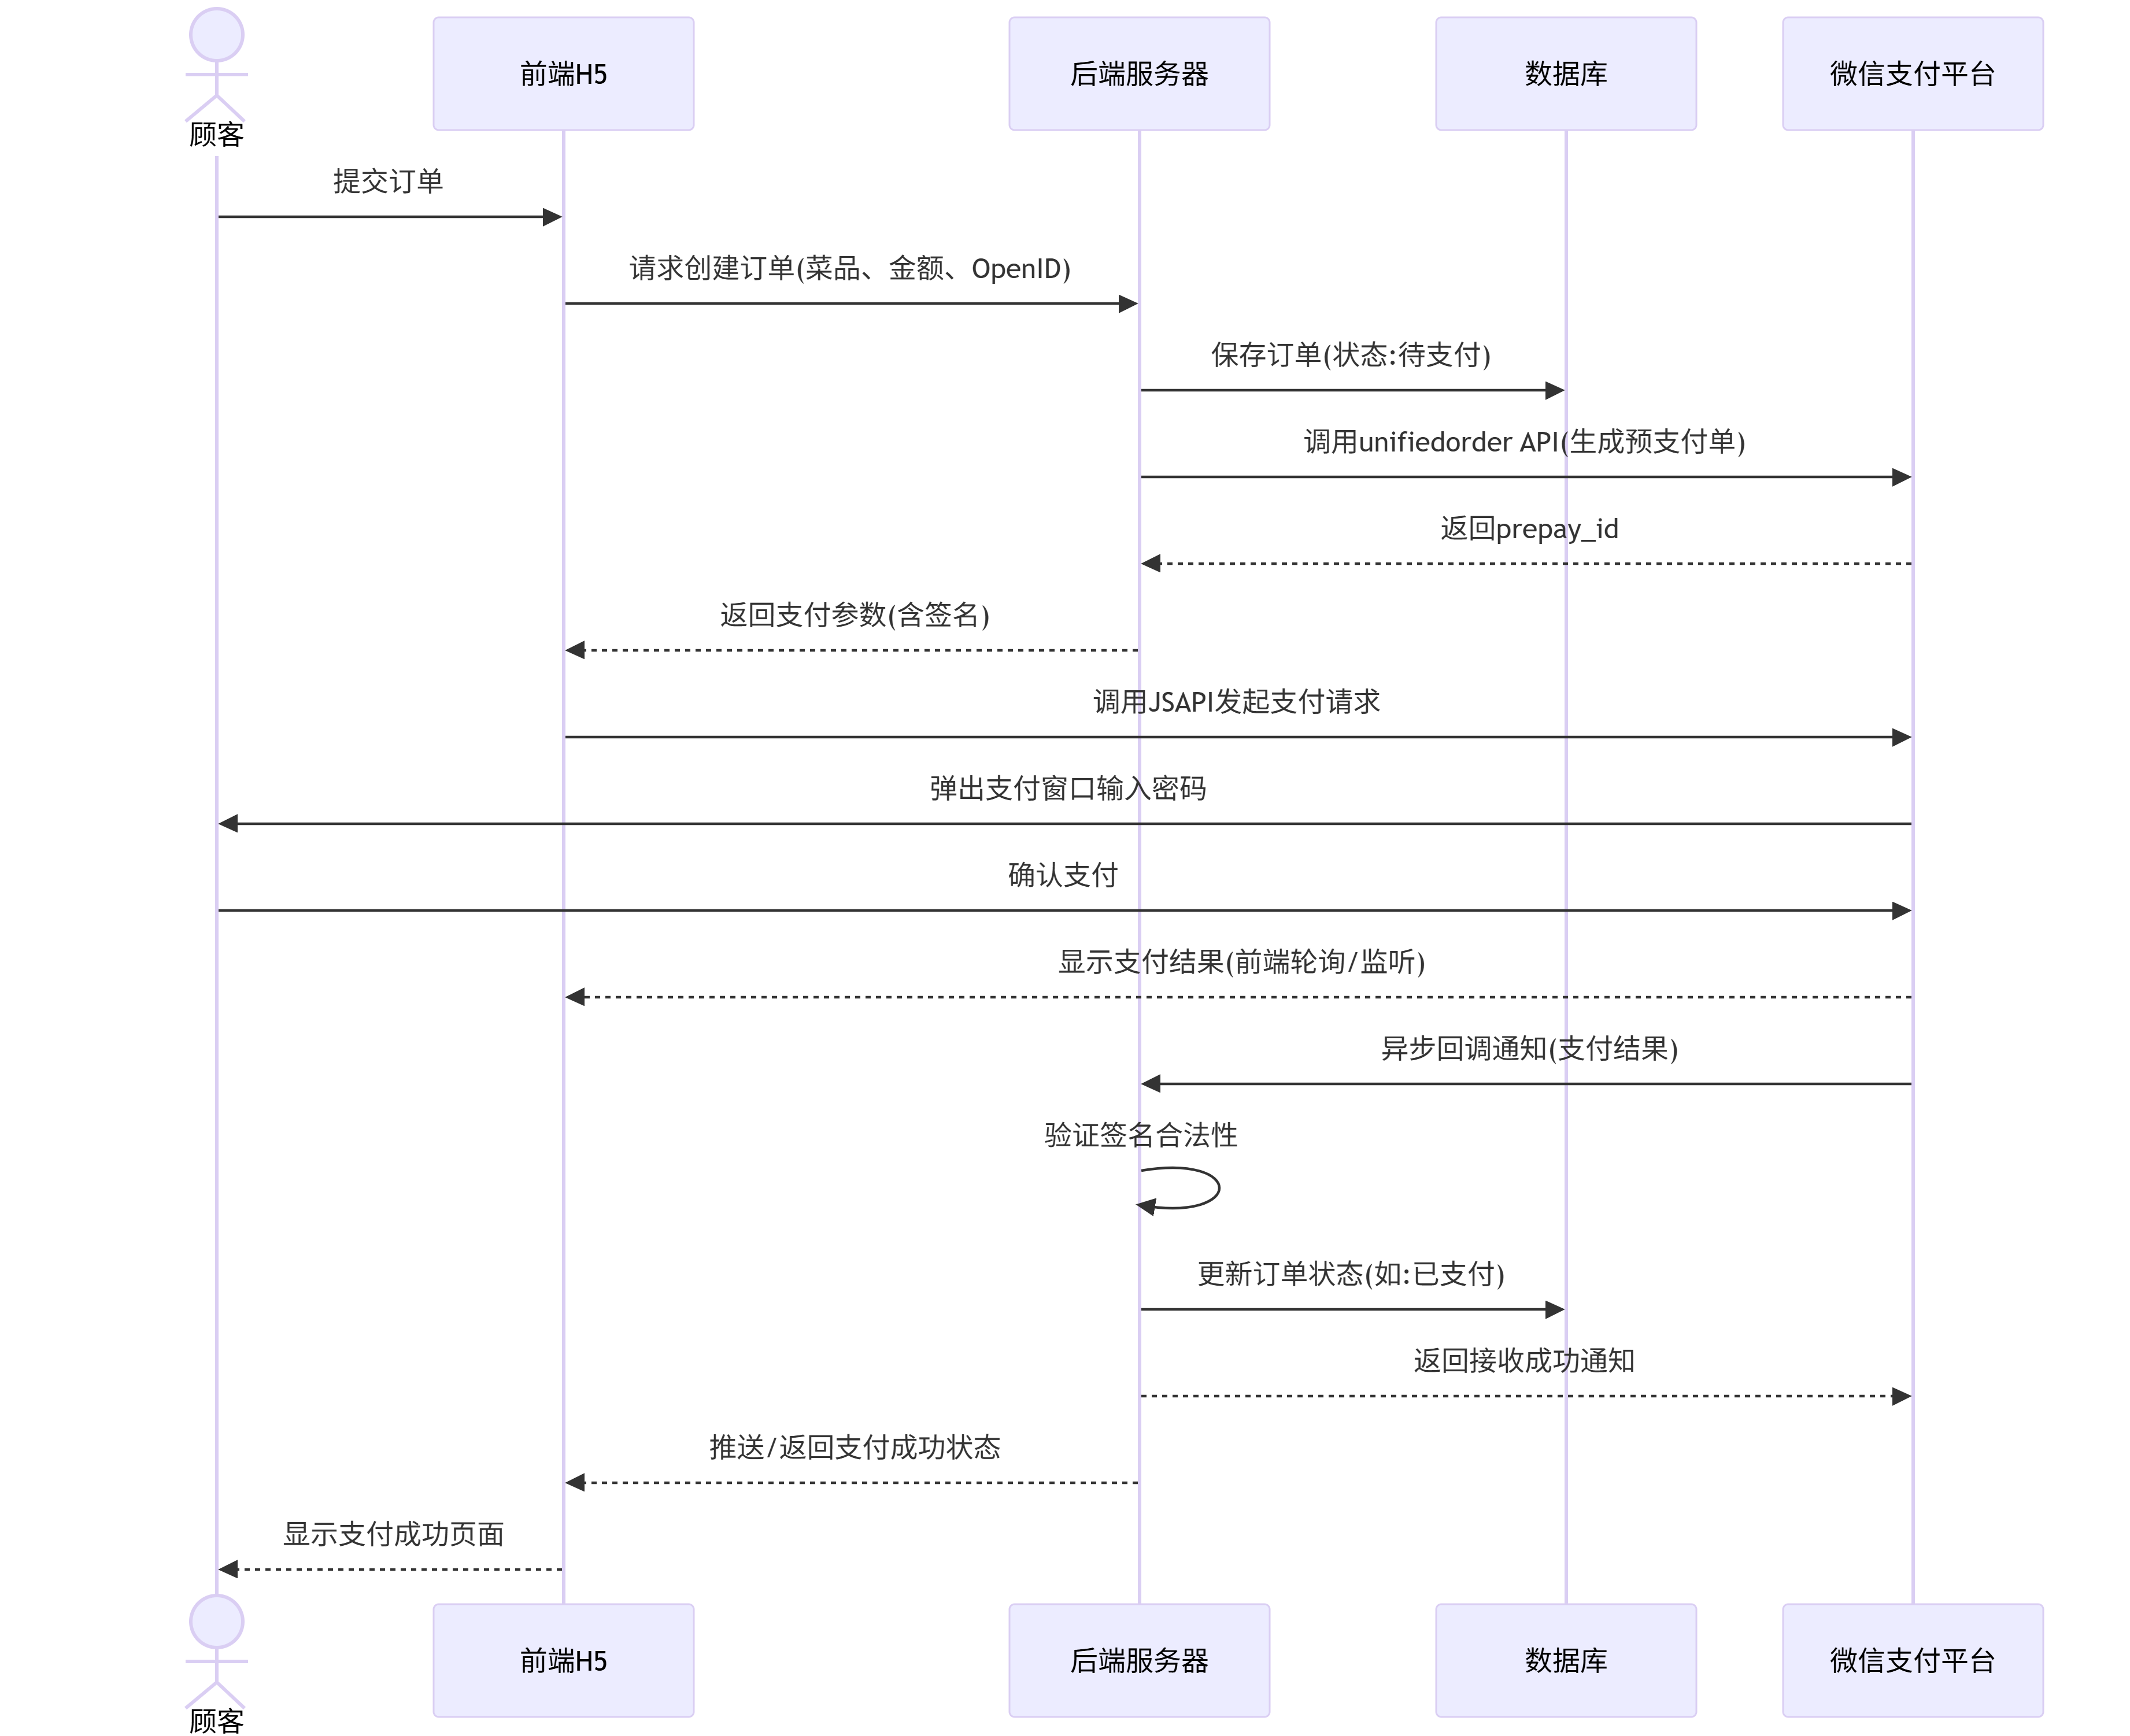 顾客
前端H5
后端服务器
数据库
微信支付平台
提交订单
请求创建订单(菜品、金额、OpenID)
保存订单(状态:待支付)
调用unifiedorder API(生成预支付单)
返回prepay_id
返回支付参数(含签名)
调用JSAPI发起支付请求
弹出支付窗口输入密码
确认支付
显示支付结果(前端轮询/监听)
异步回调通知(支付结果)
验证签名合法性
更新订单状态(如:已支付)
返回接收成功通知
推送/返回支付成功状态
显示支付成功页面
顾客
前端H5
后端服务器
数据库
微信支付平台